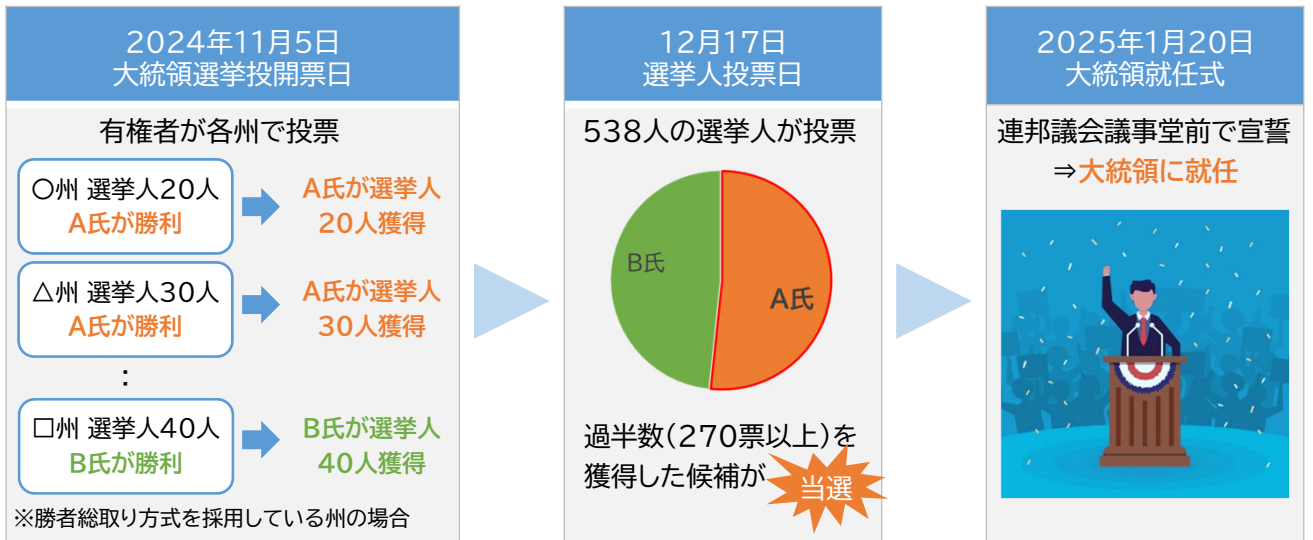 2024年11月5日
大統領選挙投開票日
有権者が各州で投票
〇州 選挙人20人
A氏が勝利
A氏が選挙人
20人獲得
△州 選挙人30人
A氏が勝利
A氏が選挙人
30人獲得
：
□州 選挙人40人
B氏が勝利
B氏が選挙人
40人獲得
※勝者総取り方式を採用している州の場合
12月17日
選挙人投票日
538人の選挙人が投票
B氏
A氏
過半数(270票以上)を
獲得した候補が
当選
2025年1月20日
大統領就任式
連邦議会議事堂前で宣誓
⇒大統領に就任